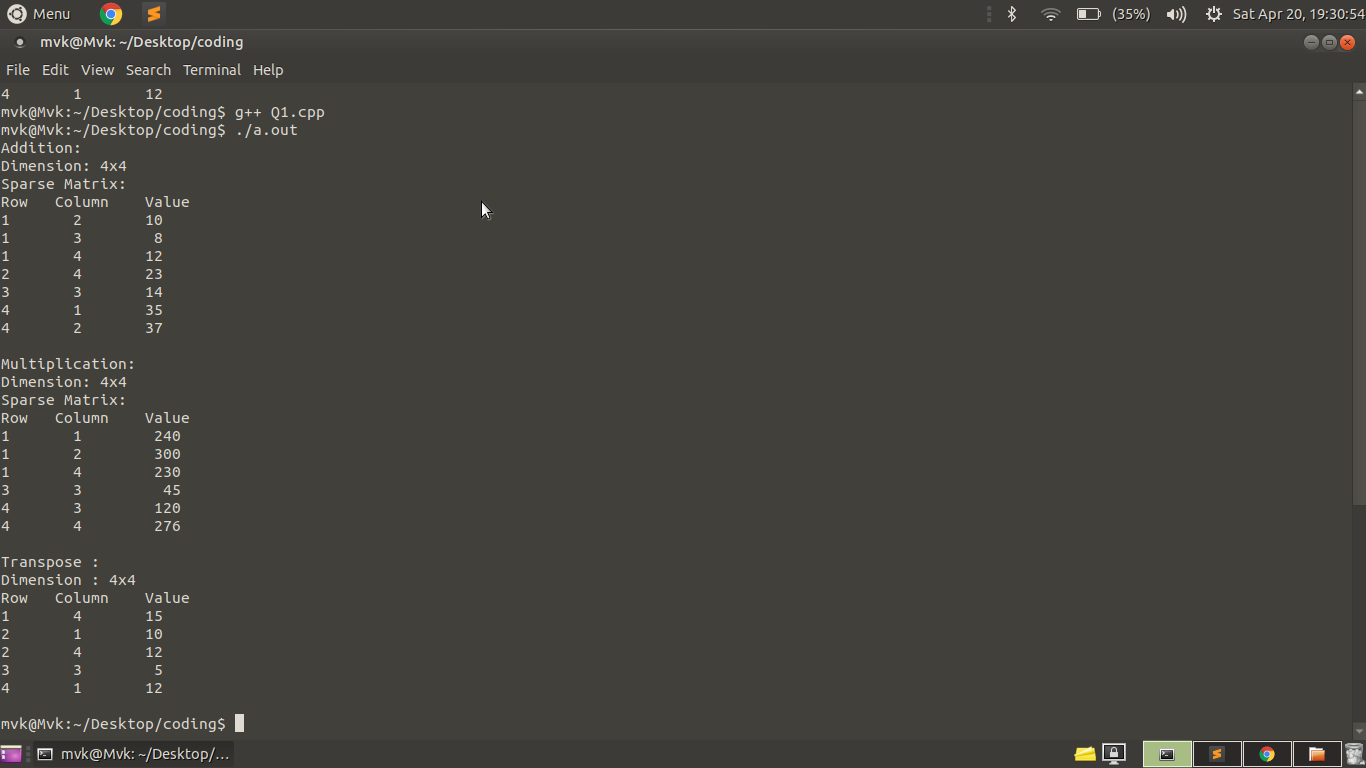 Menu (35%) Sat Apr 20, 19:30:54
mvk@Mvk: ~/Desktop/coding
File Edit View Search Terminal Help
4 1 12
mvk@Mvk:~/Desktop/coding$ g++ Q1.cpp
mvk@Mvk:~/Desktop/coding$ ./a.out
Addition:
Dimension: 4x4
Sparse Matrix:
Row Column Value
1 2 10
1 3 8
1 4 12
2 4 23
3 3 14
4 1 35
4 2 37
Multiplication:
Dimension: 4x4
Sparse Matrix:
Row Column Value
1 1 240
1 2 300
1 4 230
3 3 45
4 3 120
4 4 276
Transpose :
Dimension : 4x4
Row Column Value
1 4 15
2 1 10
2 4 12
3 3 5
4 1 12
mvk@Mvk:~/Desktop/coding$
mvk@Mvk: ~/Desktop/...